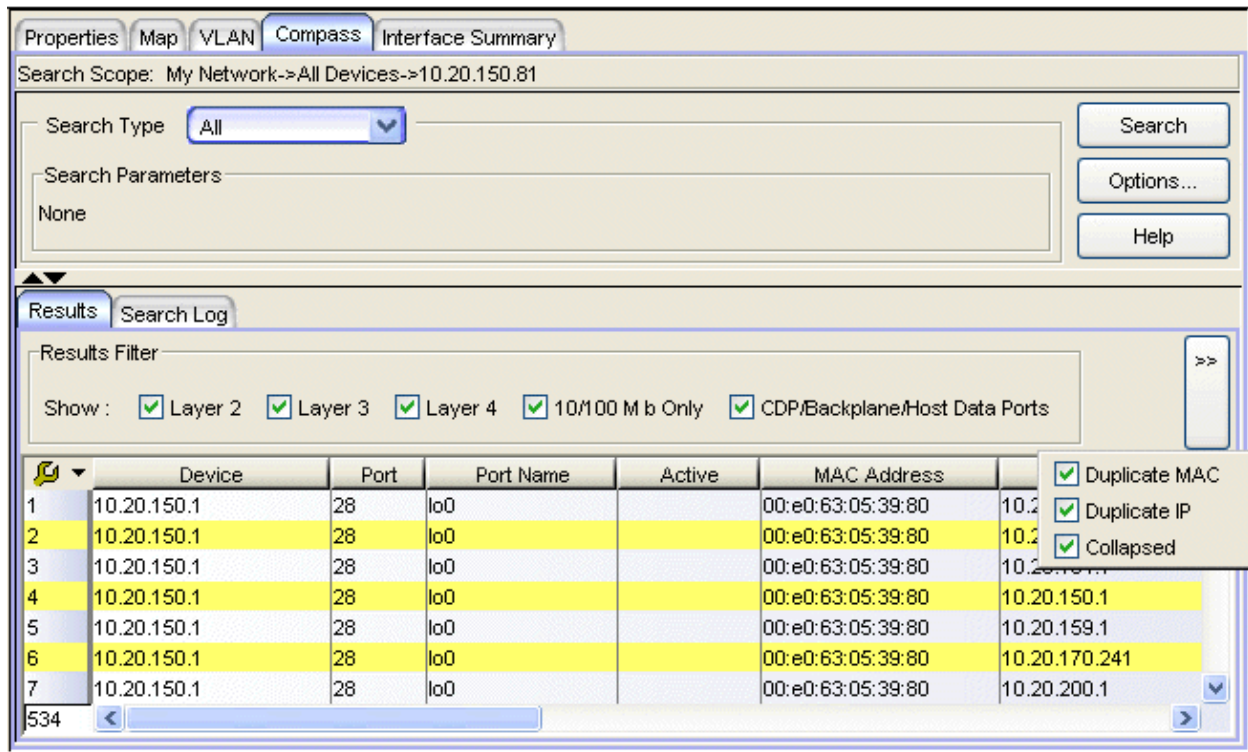 Properties Map VLAN Compass Interface Summary
Search Scope: My Network->All Devices->10.20.150.81
Search Type All Search
Search Parameters Options...
None
Help
Results Search Log
Results Filter >>
Show : Layer 2 Layer 3 Layer 4 10/100 M b Only CDP/Backplane/Host Data Ports
Device Port Port Name Active MAC Address Duplicate MAC
1 10.20.150.1 28 lo0 00:e0:63:05:39:80
Duplicate IP
2 10.20.150.1 28 lo0 00:e0:63:05:39:80
Collapsed
3 10.20.150.1 28 lo0 00:e0:63:05:39:80
4 10.20.150.1 28 lo0 00:e0:63:05:39:80 10.20.150.1
5 10.20.150.1 28 lo0 00:e0:63:05:39:80 10.20.159.1
6 10.20.150.1 28 lo0 00:e0:63:05:39:80 10.20.170.241
7 10.20.150.1 28 lo0 00:e0:63:05:39:80 10.20.200.1
534